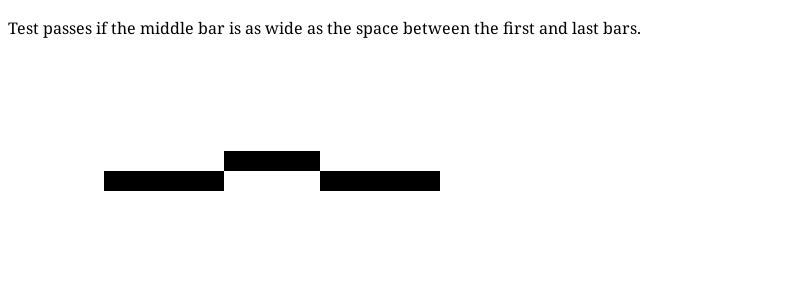 Test passes if the middle bar is as wide as the space between the first and last bars.